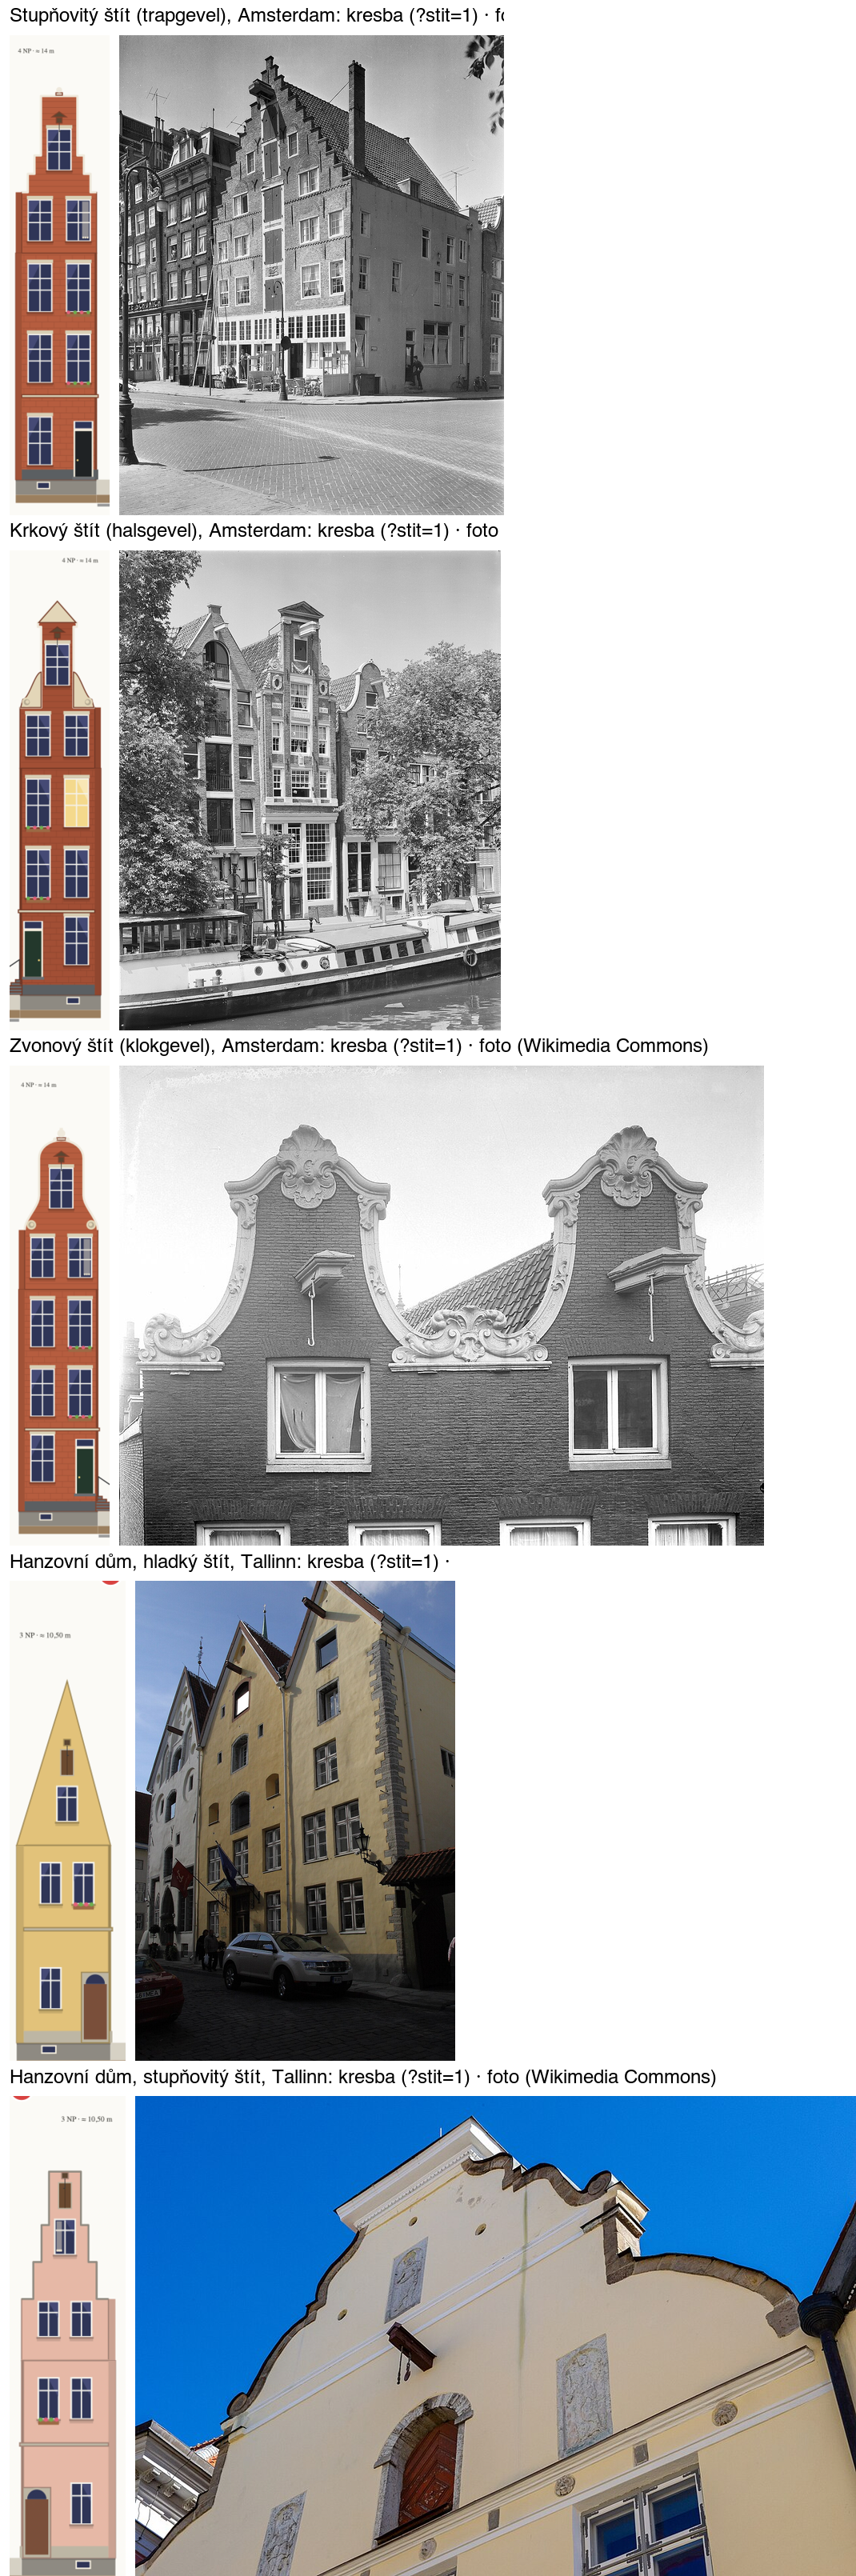 Stupňovitý štít (trapgevel), Amsterdam: kresba (?stit=1) · fo
4 NP · ≈ 14 m
Krkový štít (halsgevel), Amsterdam: kresba (?stit=1) · foto
4 NP · ≈ 14 m
Zvonový štít (klokgevel), Amsterdam: kresba (?stit=1) · foto (Wikimedia Commons)
4 NP · ≈ 14 m
Hanzovní dům, hladký štít, Tallinn: kresba (?stit=1) ·
3 NP · ≈ 10,50 m
Hanzovní dům, stupňovitý štít, Tallinn: kresba (?stit=1) · foto (Wikimedia Commons)
3 NP · ≈ 10,50 m